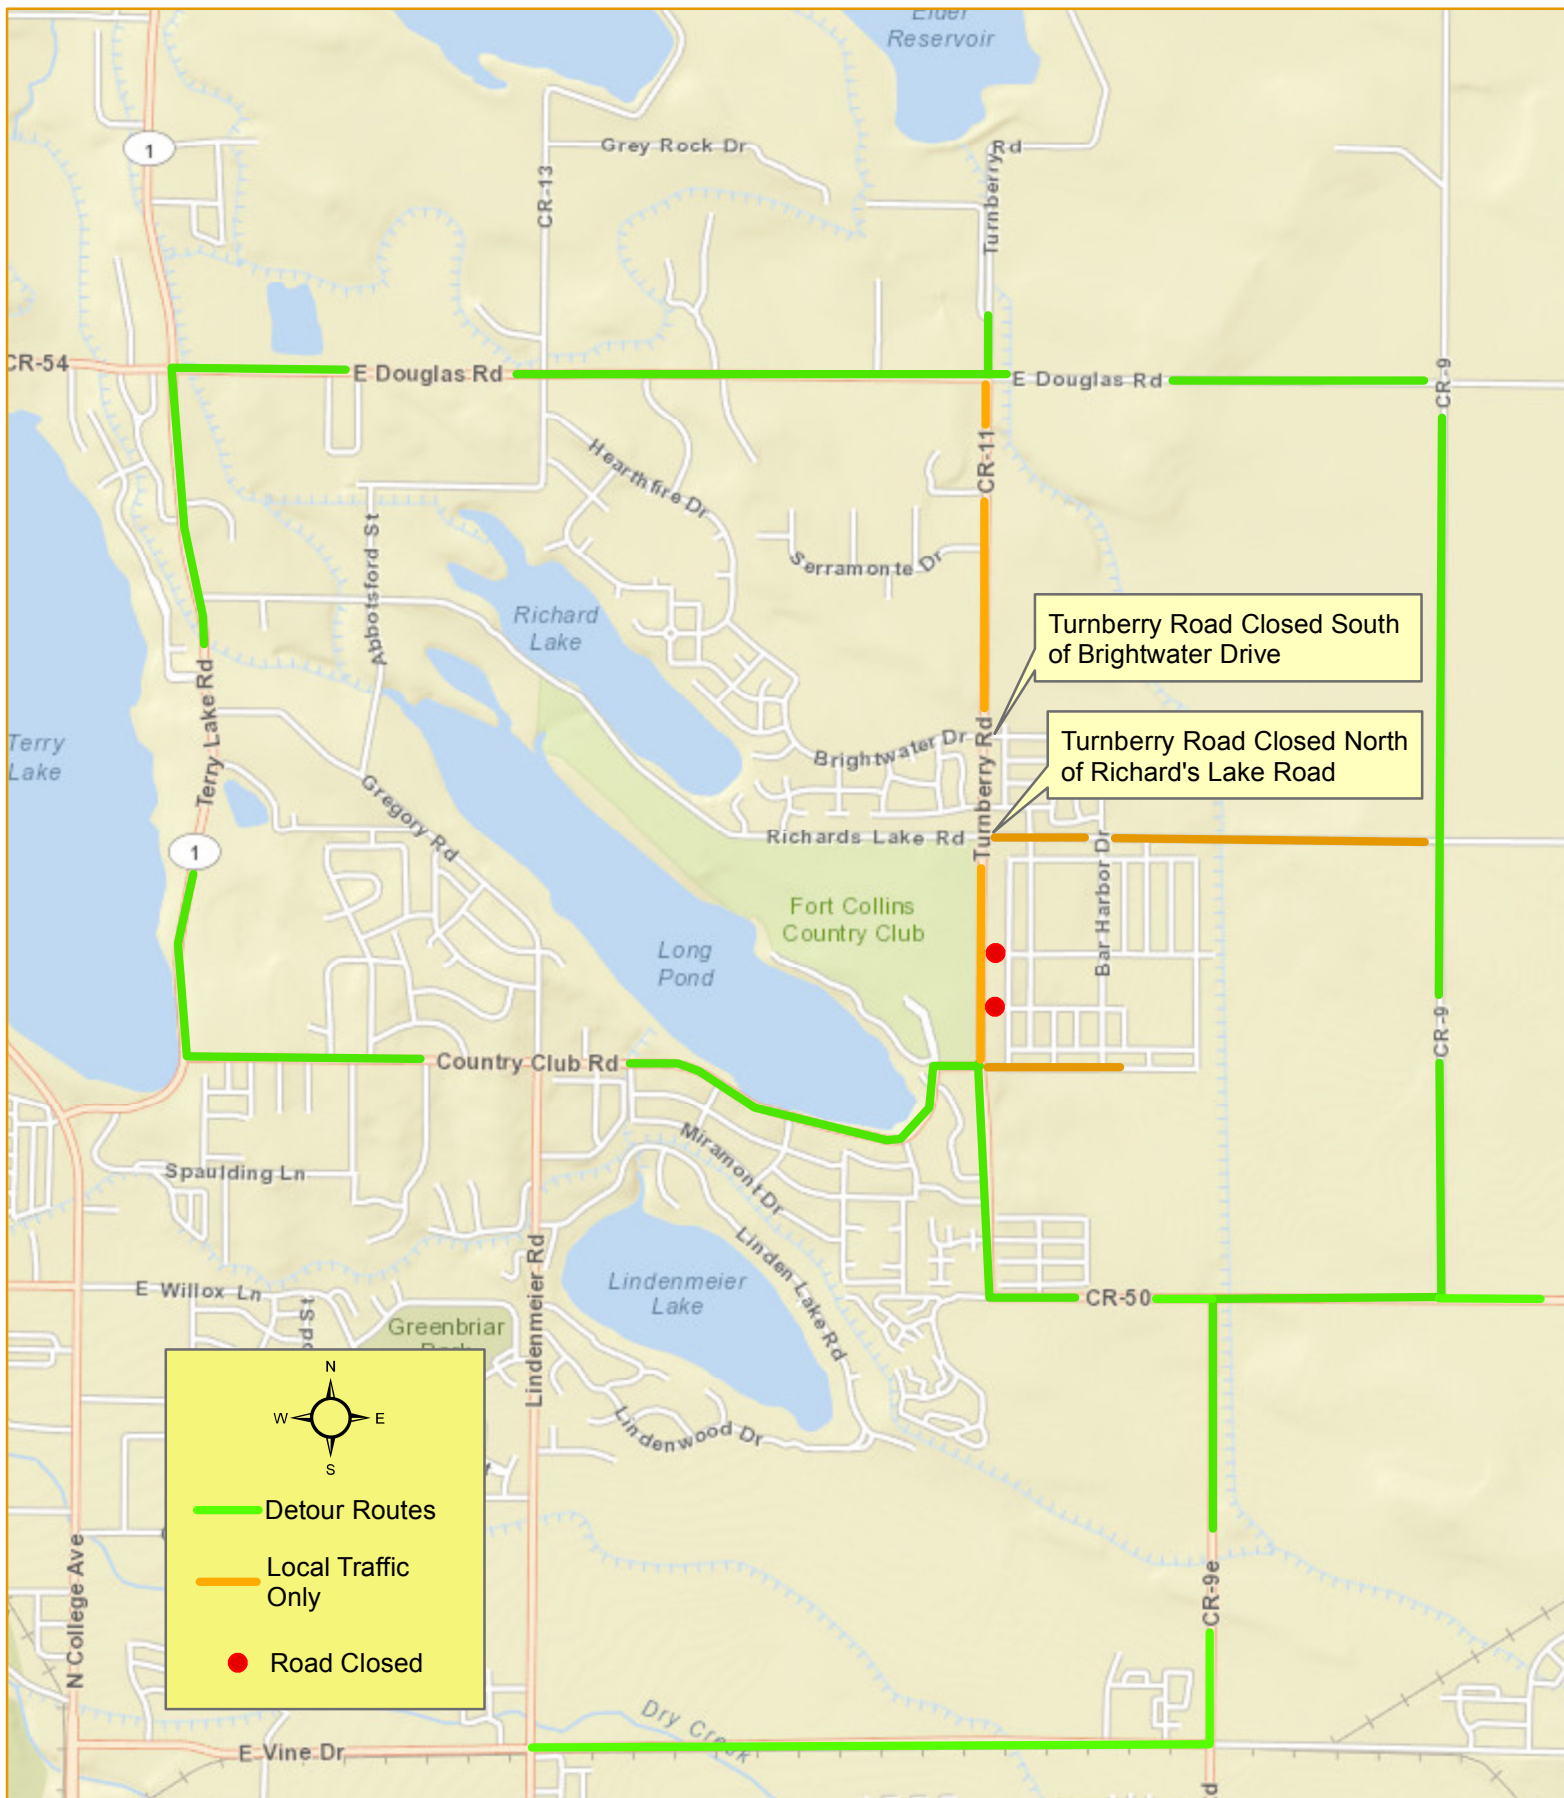 Elder
Reservoir
1
Grey Rock Dr
Turnberry Rd
CR-13
CR-54
E Douglas Rd
E Douglas Rd
CR-9
CR-11
Hearthfire Dr
Abbotsford St
Serramonte Dr
Richard
Lake
Turnberry Road Closed South
of Brightwater Drive
Terry Lake Rd
Terry
Lake
Brightwater Dr
Turnberry Rd
Turnberry Road Closed North
of Richard's Lake Road
Gregory Rd
Richards Lake Rd
1
Fort Collins
Country Club
Bar Harbor Dr
Long
Pond
CR-9
Country Club Rd
Miramont Dr
Spaulding Ln
Linden Lake Rd
Lindenmeier Rd
E Willox Ln
Lindenmeier
Lake
CR-50
Greenbriar
Park
Lindenwood Dr
N
W
E
S
Detour Routes
Local Traffic
Only
Road Closed
N College Ave
CR-9e
Dry Creek
E Vine Dr